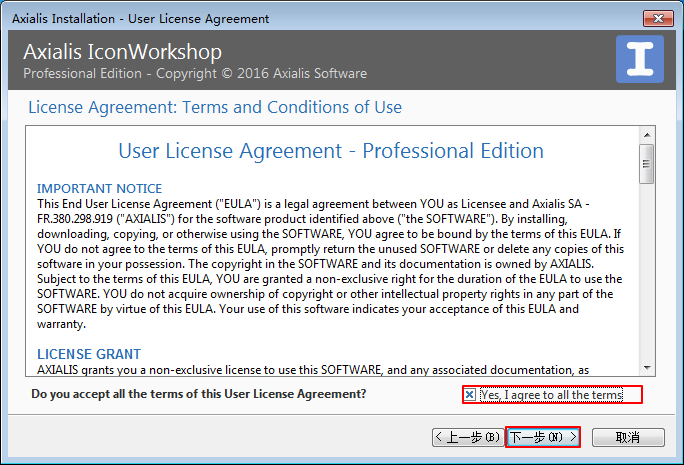 Axialis Installation - User License Agreement
Axialis IconWorkshop
Professional Edition - Copyright © 2016 Axialis Software
License Agreement: Terms and Conditions of Use
User License Agreement - Professional Edition
IMPORTANT NOTICE
This End User License Agreement ("EULA") is a legal agreement between YOU as Licensee and Axialis SA -
FR.380.298.919 ("AXIALIS") for the software product identified above ("the SOFTWARE"). By installing,
downloading, copying, or otherwise using the SOFTWARE, YOU agree to be bound by the terms of this EULA. If
YOU do not agree to the terms of this EULA, promptly return the unused SOFTWARE or delete any copies of this
software in your possession. The copyright in the SOFTWARE and its documentation is owned by AXIALIS.
Subject to the terms of this EULA, YOU are granted a non-exclusive right for the duration of the EULA to use the
SOFTWARE. YOU do not acquire ownership of copyright or other intellectual property rights in any part of the
SOFTWARE by virtue of this EULA. Your use of this software indicates your acceptance of this EULA and
warranty.
LICENSE GRANT
AXIALIS grants you a non-exclusive license to use this SOFTWARE, and any associated documentation, as
Do you accept all the terms of this User License Agreement?
Yes, I agree to all the terms
< 上一步(B)
下一步(N) >
取消